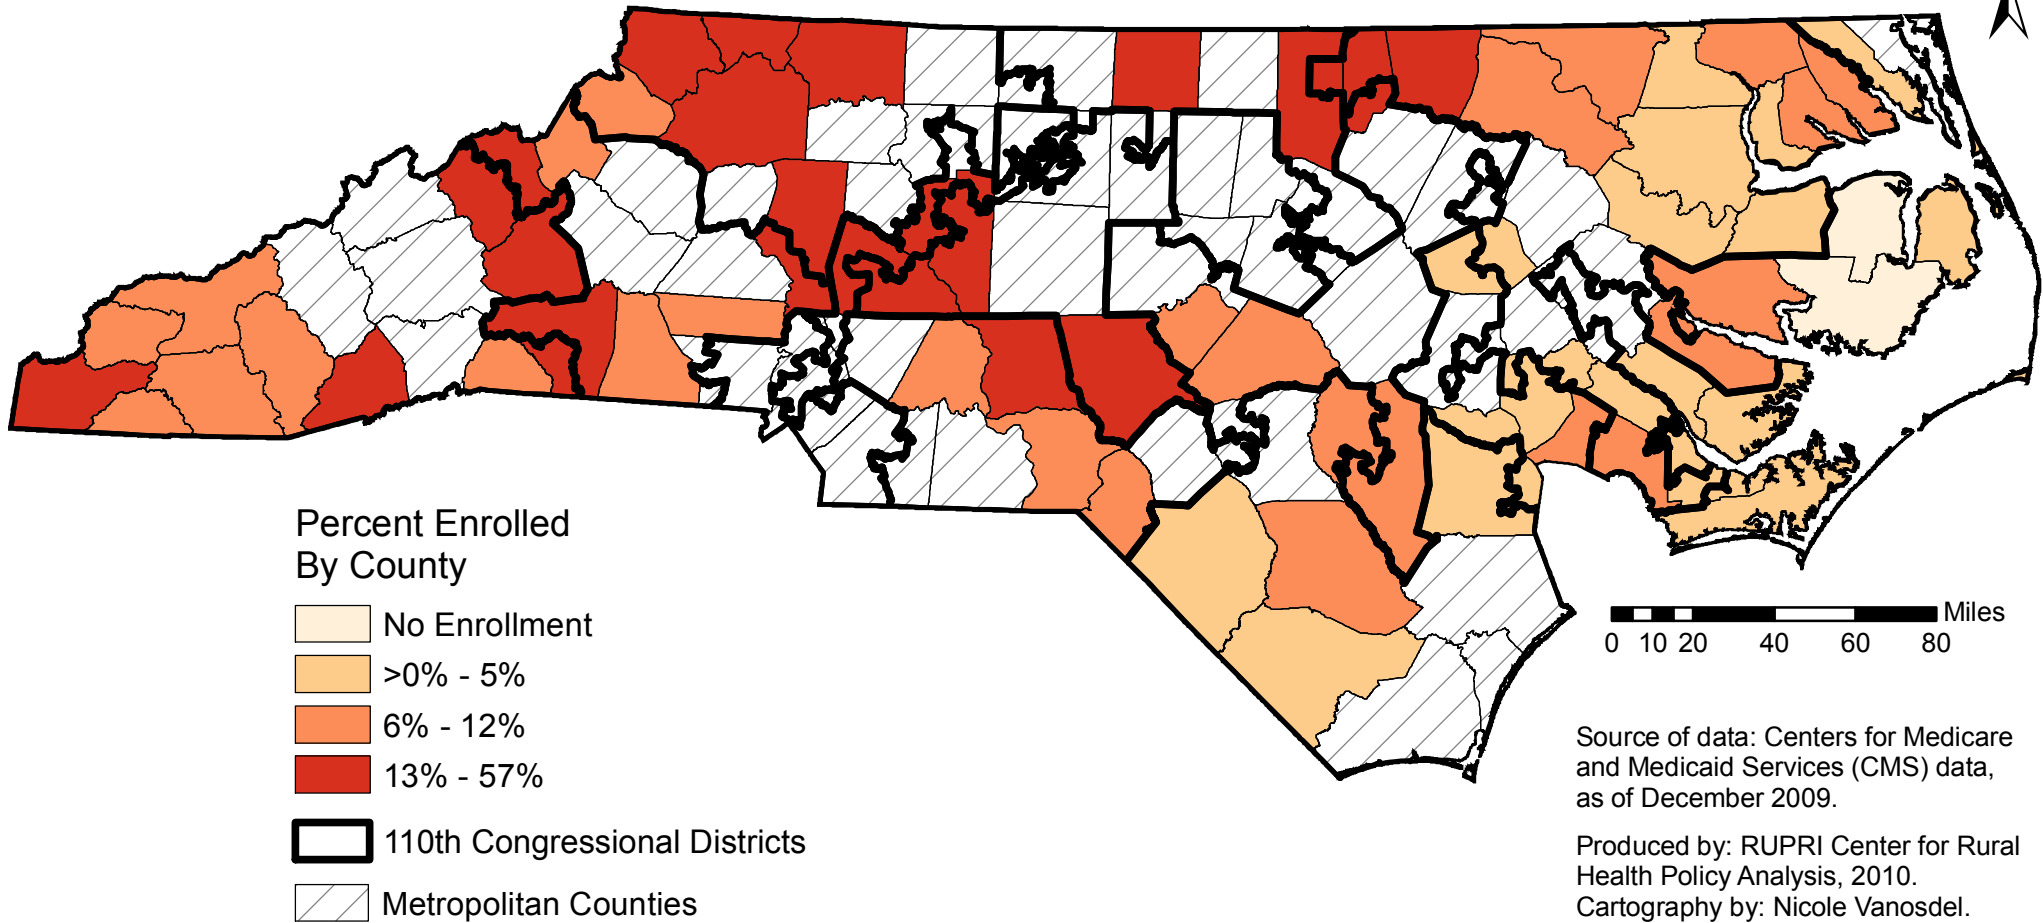 Percent Enrolled
By County
No Enrollment
>0% - 5%
6% - 12%
13% - 57%
110th Congressional Districts
Metropolitan Counties
Miles
0 10 20 40 60 80
Source of data: Centers for Medicare
and Medicaid Services (CMS) data,
as of December 2009.
Produced by: RUPRI Center for Rural
Health Policy Analysis, 2010.
Cartography by: Nicole Vanosdel.